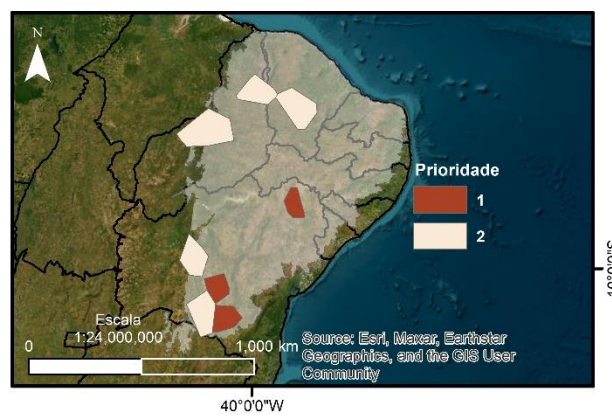 N
Prioridade
1
2
Escala
1:24.000.000
0
1.000 km
Source: Esri, Maxar, Earthstar
Geographics, and the GIS User
Community
40°0'0"W